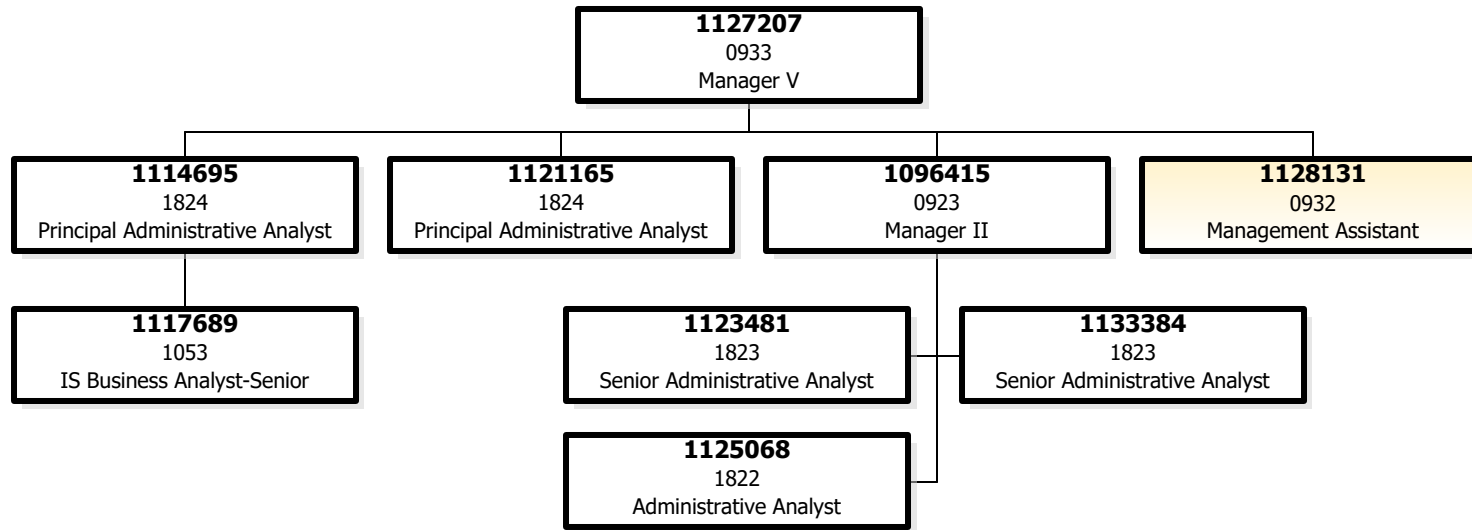 1127207
0933
Manager V
1114695
1824
Principal Administrative Analyst
1121165
1824
Principal Administrative Analyst
1096415
0923
Manager II
1128131
0932
Management Assistant
1117689
1053
IS Business Analyst-Senior
1123481
1823
Senior Administrative Analyst
1133384
1823
Senior Administrative Analyst
1125068
1822
Administrative Analyst